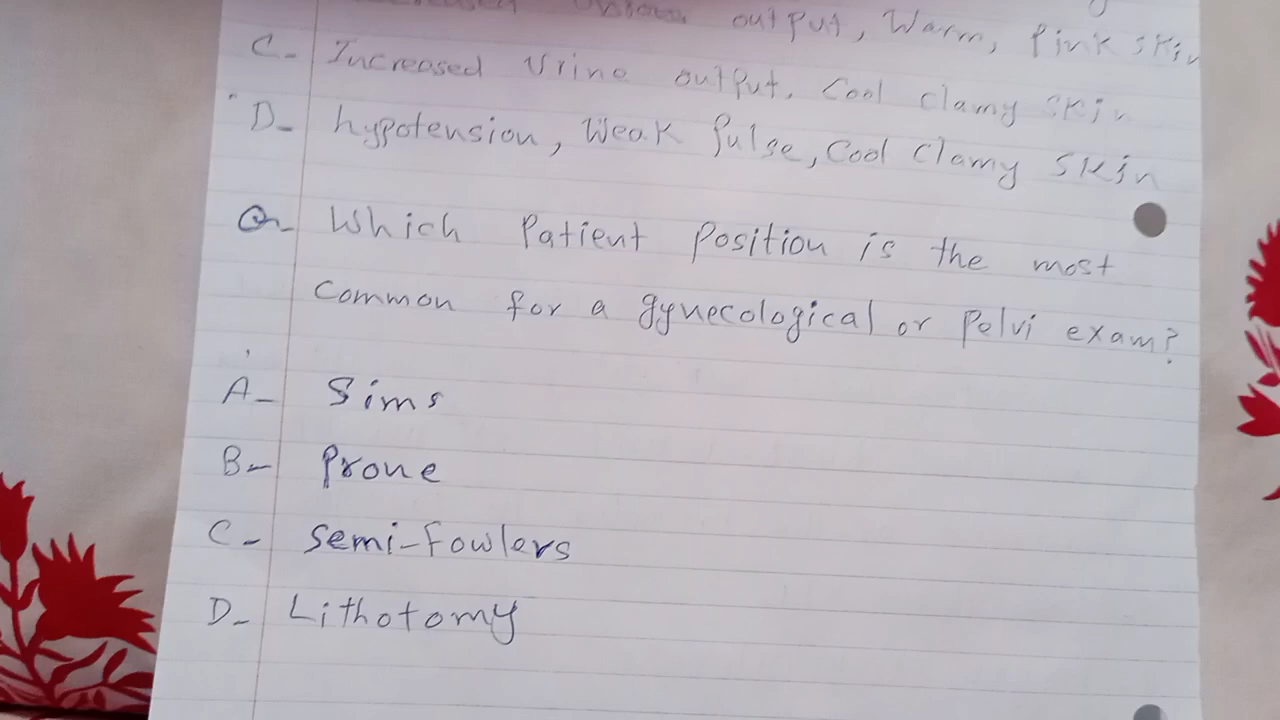 output, Warm, Pink skin
C- Increased Urine output. Cool clamy skin
D- hypotension, Weak Pulse, Cool Clamy skin
Q- Which Patient Position is the most
Common for a gynecological or Pelvi exam?
A- Sims
B- Prone
C- Semi-Fowlers
D- Lithotomy